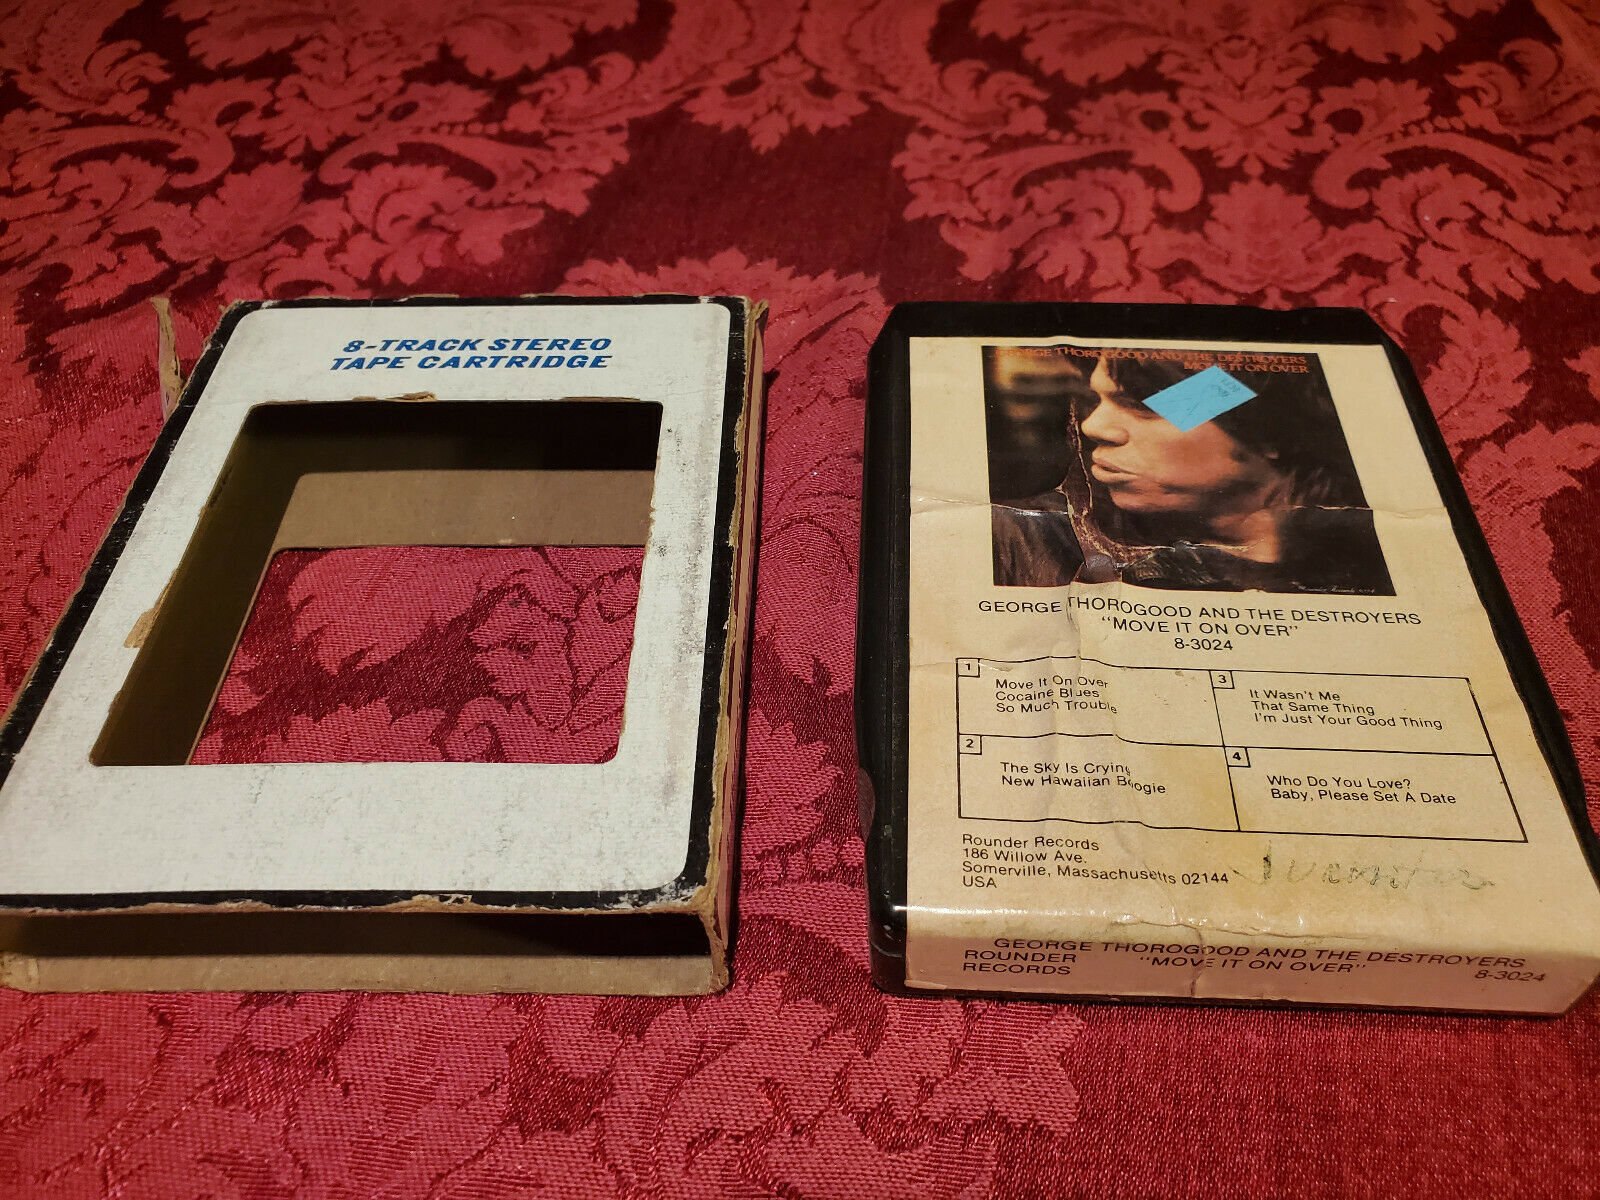 8-TRACK STEREO
TAPE CARTRIDGE
GEORGE THOROGOOD AND THE DESTROYERS
MOVE IT ON OVER
GEORGE THOROGOOD AND THE DESTROYERS
"MOVE IT ON OVER"
8-3024
1
Move It On Over
Cocaine Blues
So Much Trouble
2
The Sky Is Crying
New Hawaiian Boogie
3
It Wasn't Me
That Same Thing
I'm Just Your Good Thing
4
Who Do You Love?
Baby, Please Set A Date
Rounder Records
186 Willow Ave.
Somerville, Massachusetts 02144
USA
GEORGE THOROGOOD AND THE DESTROYERS
ROUNDER "MOVE IT ON OVER"
RECORDS 8-3024